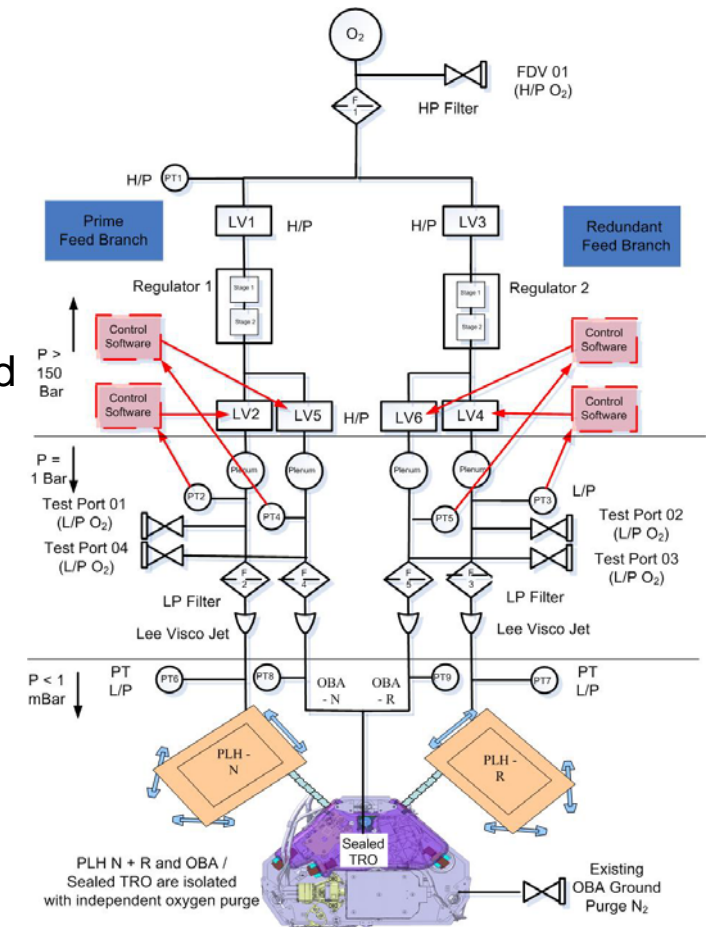 O₂
FDV 01
(H/P O₂)
F
1
HP Filter
H/P
PT1
Prime
Feed Branch
LV1
H/P
H/P
LV3
Redundant
Feed Branch
Regulator 1
Stage 1
Stage 2
Stage 1
Stage 2
Regulator 2
Control
Software
Control
Software
d
P >
150
Bar
Control
Software
Control
Software
LV2
LV5
H/P
LV6
LV4
P =
1 Bar
Plenum
Plenum
Plenum
Plenum
PT2
PT3
L/P
Test Port 01
(L/P O₂)
PT4
PT5
Test Port 02
(L/P O₂)
Test Port 04
(L/P O₂)
Test Port 03
(L/P O₂)
F
2
F
4
F
5
F
3
LP Filter
LP Filter
Lee Visco Jet
Lee Visco Jet
P < 1
mBar
PT
L/P
PT6
PT8
OBA
- N
OBA
- R
PT9
PT7
PT
L/P
PLH -
N
PLH -
R
Sealed
TRO
PLH N + R and OBA /
Sealed TRO are isolated
with independent oxygen purge
Existing
OBA Ground
Purge N₂